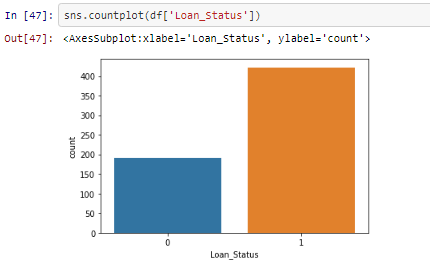 In [47]: sns.countplot(df['Loan_Status'])
Out[47]: <AxesSubplot:xlabel='Loan_Status', ylabel='count'>
400
350
300
250
200
150
100
50
0
count
0 1
Loan_Status